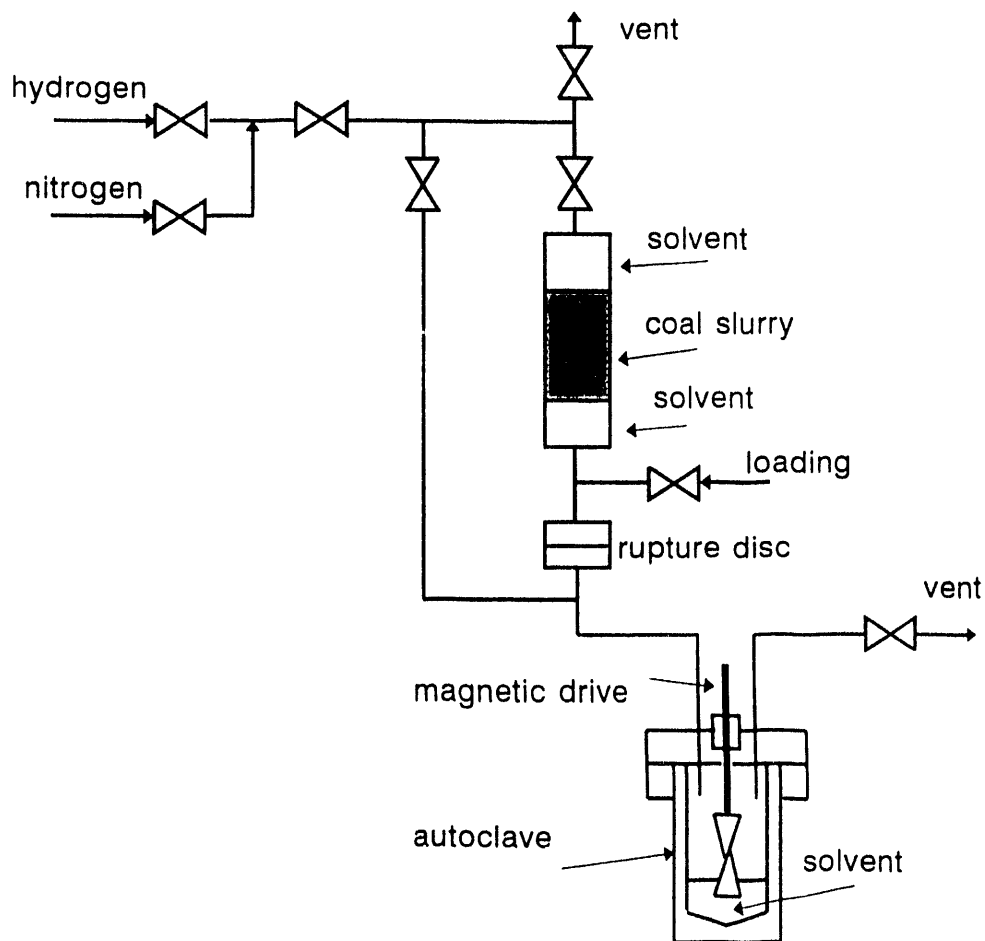 vent
hydrogen
nitrogen
solvent
coal slurry
solvent
loading
rupture disc
vent
magnetic drive
autoclave
solvent